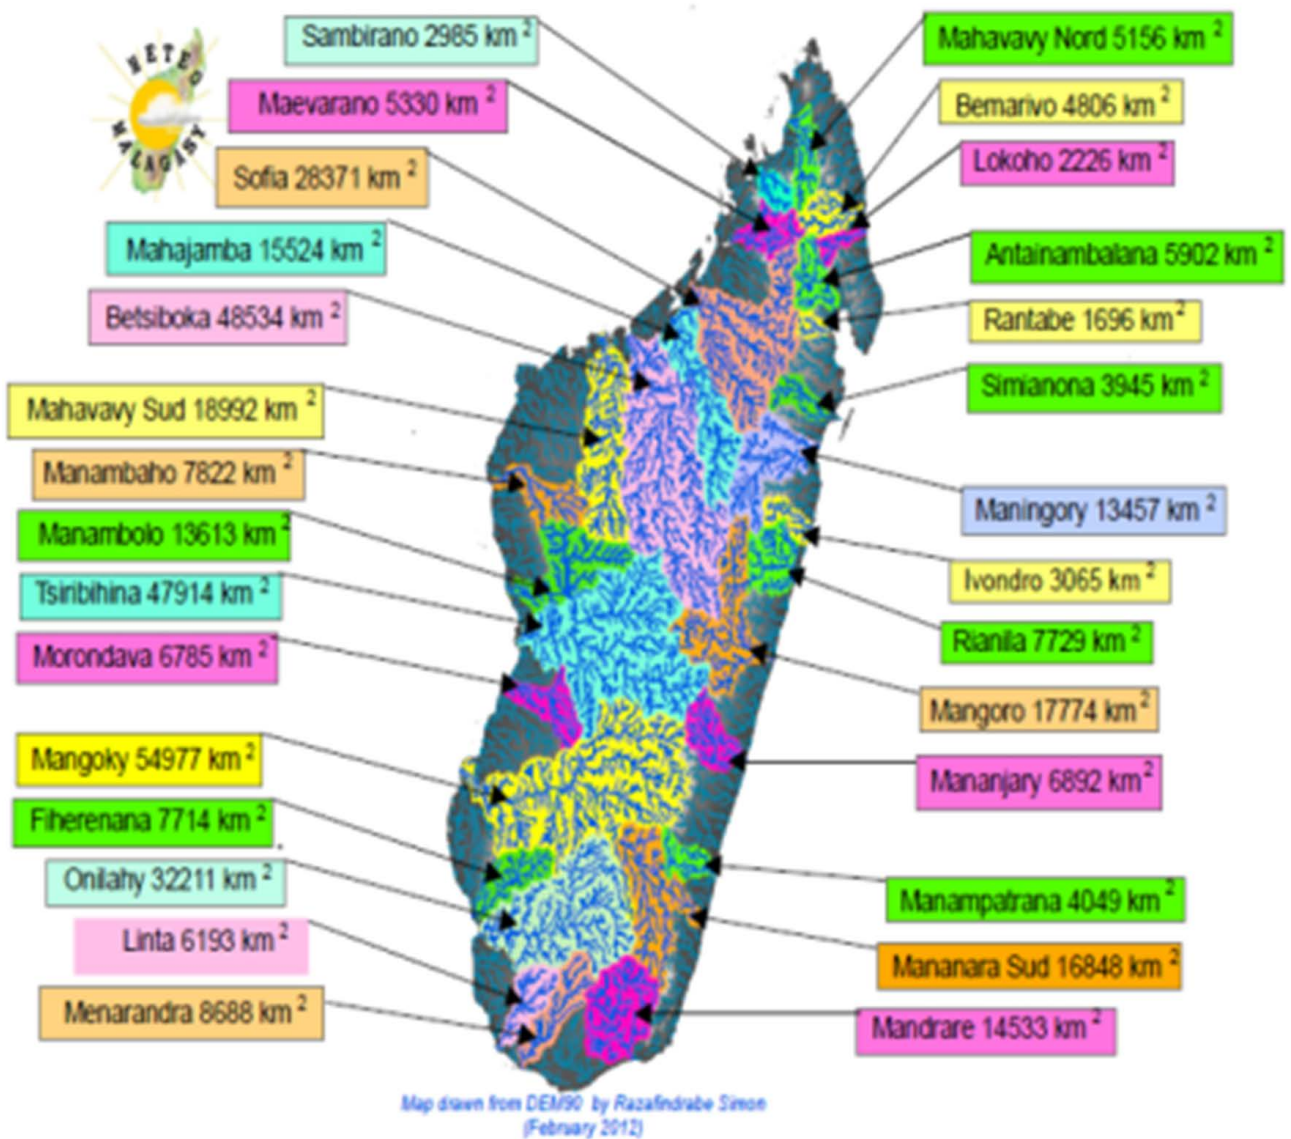 METEO
MALAGASY
Sambirano 2985 km 2
Maevarano 5330 km 2
Sofia 28371 km 2
Mahajamba 15524 km 2
Betsiboka 48534 km 2
Mahavavy Sud 18992 km 2
Manambaho 7822 km 2
Manambolo 13613 km 2
Tsiribihina 47914 km 2
Morondava 6785 km 2
Mangoky 54977 km 2
Fiherenana 7714 km 2
Onilahy 32211 km 2
Linta 6193 km 2
Menarandra 8688 km 2
Mahavavy Nord 5156 km 2
Bemarivo 4806 km 2
Lokoho 2226 km 2
Antainambalana 5902 km 2
Rantabe 1696 km 2
Simianona 3945 km 2
Maningory 13457 km 2
Ivondro 3065 km 2
Rianila 7729 km 2
Mangoro 17774 km 2
Mananjary 6892 km 2
Manampatrana 4049 km 2
Mananara Sud 16848 km 2
Mandrare 14533 km 2
Map drawn from DEM90 by Razafindrabe Simon
(February 2012)